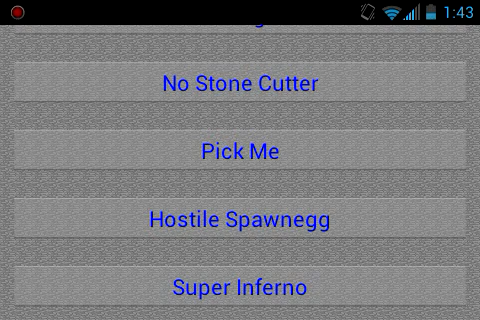 1:43
No Stone Cutter
Pick Me
Hostile Spawnegg
Super Inferno